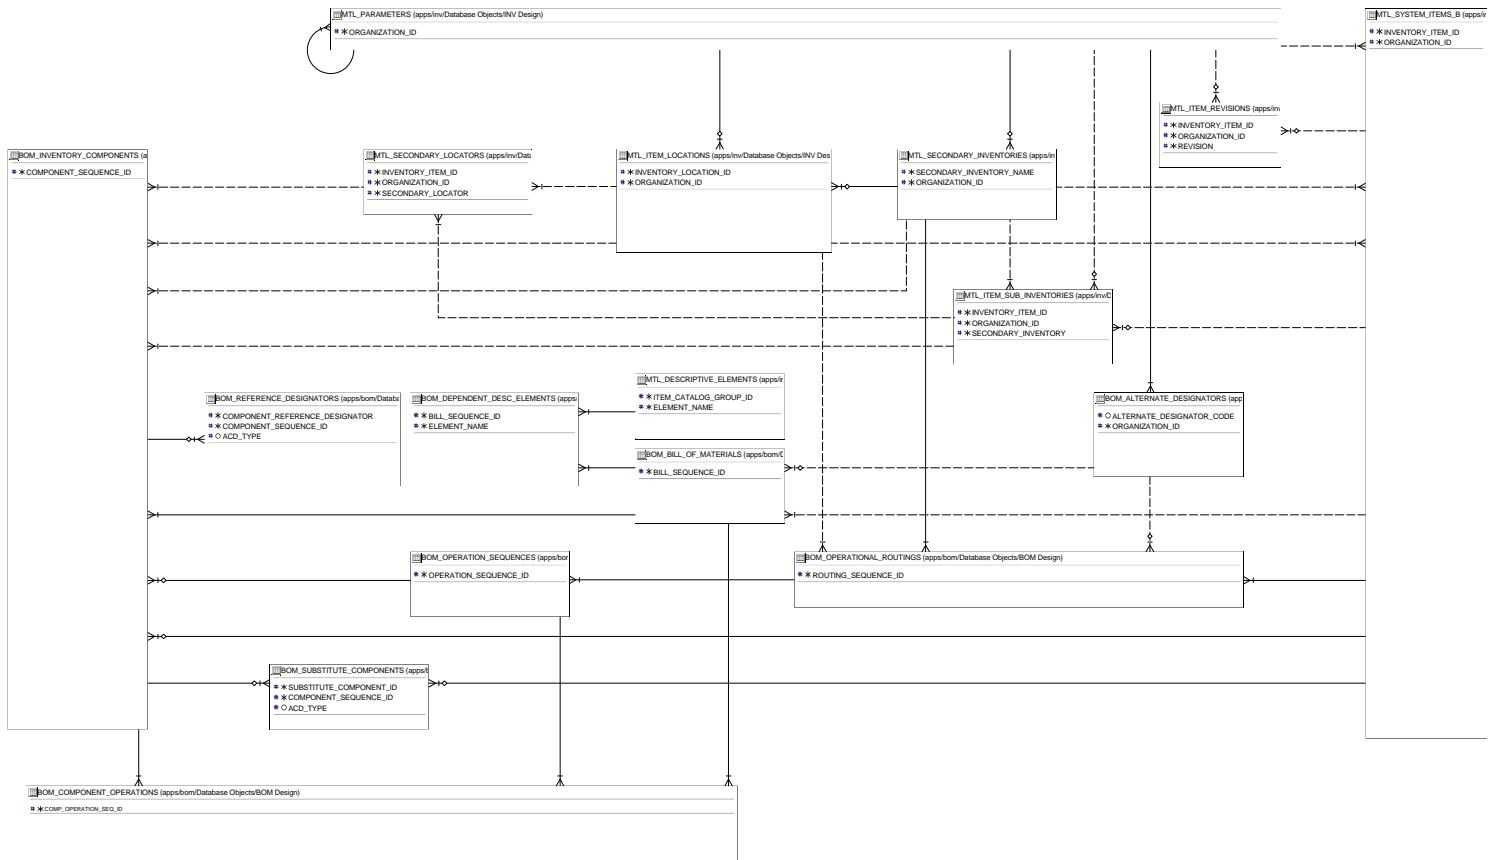 MTL_PARAMETERS (apps/inv/Database Objects/INV Design)
# * ORGANIZATION_ID
MTL_SYSTEM_ITEMS_B (apps/i
# * INVENTORY_ITEM_ID
# * ORGANIZATION_ID
MTL_ITEM_REVISIONS (apps/in
# * INVENTORY_ITEM_ID
# * ORGANIZATION_ID
# * REVISION
BOM_INVENTORY_COMPONENTS (a
# * COMPONENT_SEQUENCE_ID
MTL_SECONDARY_LOCATORS (apps/inv/Data
# * INVENTORY_ITEM_ID
# * ORGANIZATION_ID
# * SECONDARY_LOCATOR
MTL_ITEM_LOCATIONS (apps/inv/Database Objects/INV Des
# * INVENTORY_LOCATION_ID
# * ORGANIZATION_ID
MTL_SECONDARY_INVENTORIES (apps/in
# * SECONDARY_INVENTORY_NAME
# * ORGANIZATION_ID
MTL_ITEM_SUB_INVENTORIES (apps/inv/D
# * INVENTORY_ITEM_ID
# * ORGANIZATION_ID
# * SECONDARY_INVENTORY
BOM_REFERENCE_DESIGNATORS (apps/bom/Databa
# * COMPONENT_REFERENCE_DESIGNATOR
# * COMPONENT_SEQUENCE_ID
# O ACD_TYPE
BOM_DEPENDENT_DESC_ELEMENTS (apps/
# * BILL_SEQUENCE_ID
# * ELEMENT_NAME
MTL_DESCRIPTIVE_ELEMENTS (apps/in
# * ITEM_CATALOG_GROUP_ID
# * ELEMENT_NAME
BOM_BILL_OF_MATERIALS (apps/bom/D
# * BILL_SEQUENCE_ID
BOM_ALTERNATE_DESIGNATORS (app
# O ALTERNATE_DESIGNATOR_CODE
# * ORGANIZATION_ID
BOM_OPERATION_SEQUENCES (apps/bor
# * OPERATION_SEQUENCE_ID
BOM_OPERATIONAL_ROUTINGS (apps/bom/Database Objects/BOM Design)
# * ROUTING_SEQUENCE_ID
BOM_SUBSTITUTE_COMPONENTS (apps/b
# * SUBSTITUTE_COMPONENT_ID
# * COMPONENT_SEQUENCE_ID
# O ACD_TYPE
BOM_COMPONENT_OPERATIONS (apps/bom/Database Objects/BOM Design)
# * COMP_OPERATION_SEQ_ID